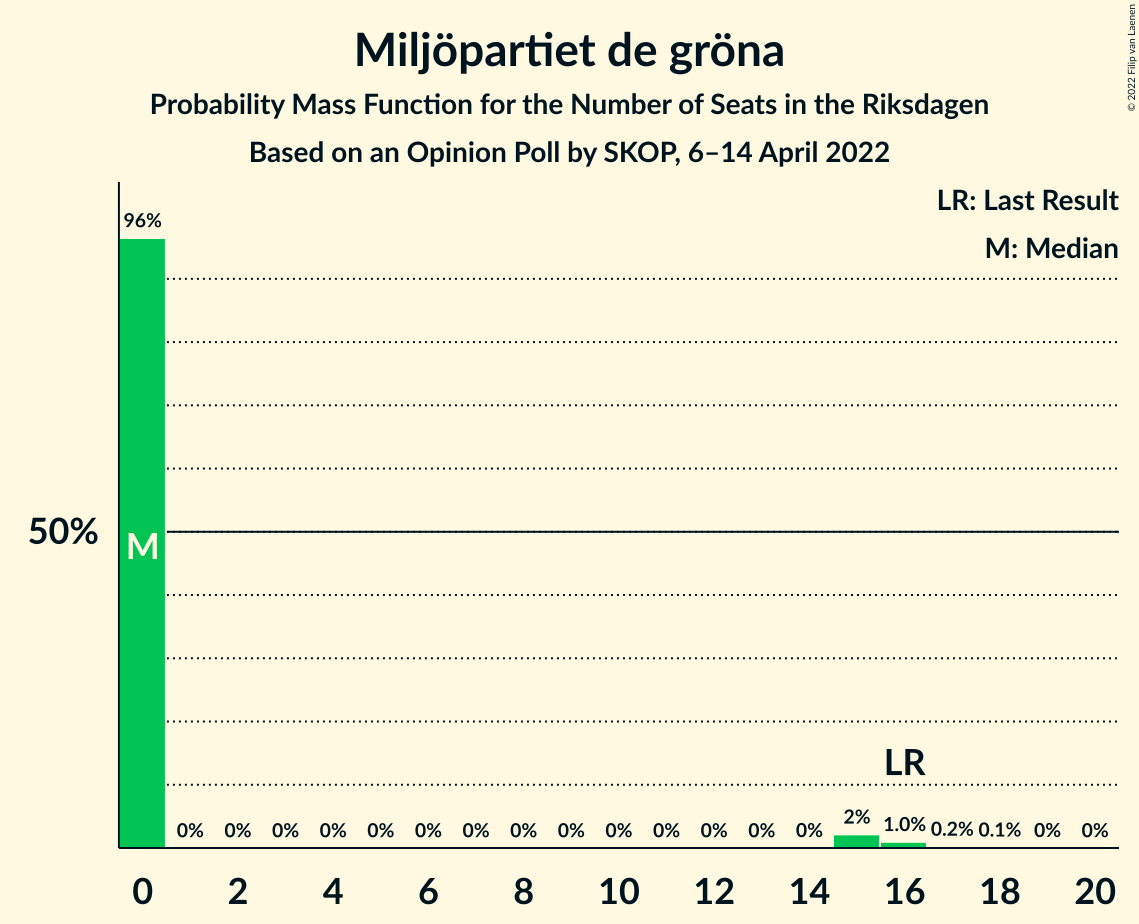 Miljöpartiet de gröna
Probability Mass Function for the Number of Seats in the Riksdagen
Based on an Opinion Poll by SKOP, 6–14 April 2022
© 2022 Filip van Laenen
LR: Last Result
M: Median
96%
50%
M
LR
0% 0% 0% 0% 0% 0% 0% 0% 0% 0% 0% 0% 0% 0% 2% 1.0% 0.2% 0.1% 0% 0%
0 2 4 6 8 10 12 14 16 18 20